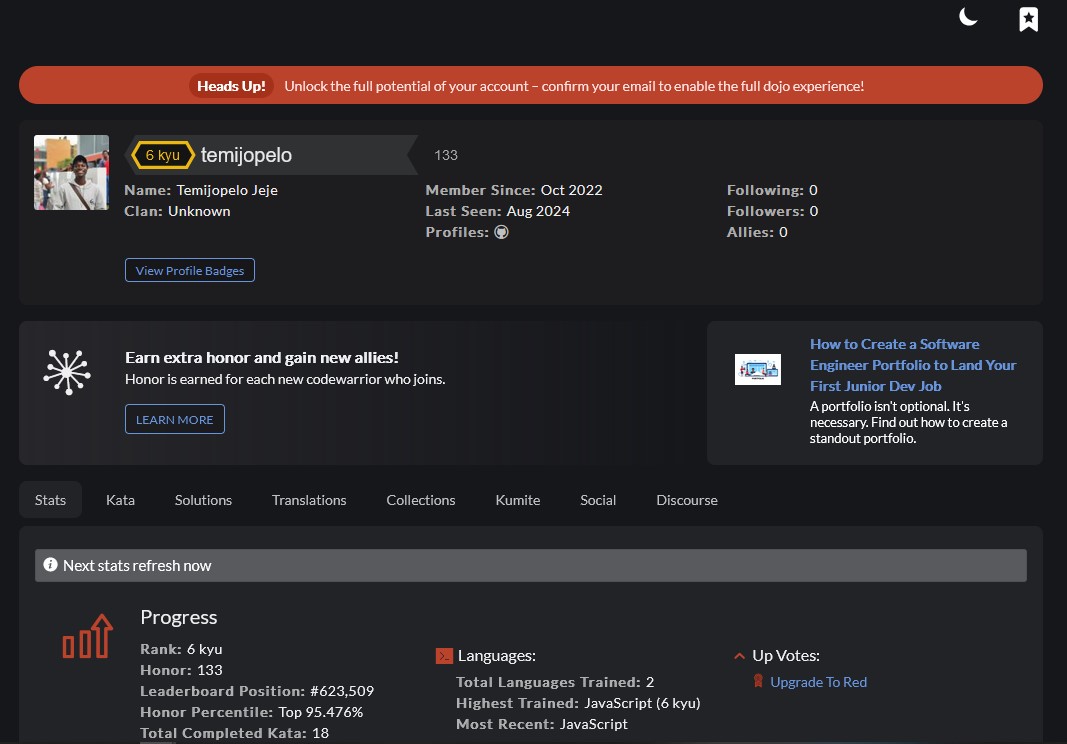 Heads Up! Unlock the full potential of your account – confirm your email to enable the full dojo experience!
6 kyu temijopelo 133
Name: Temijopelo Jeje
Clan: Unknown
Member Since: Oct 2022
Last Seen: Aug 2024
Profiles:
Following: 0
Followers: 0
Allies: 0
View Profile Badges
Earn extra honor and gain new allies!
Honor is earned for each new codewarrior who joins.
LEARN MORE
How to Create a Software
Engineer Portfolio to Land Your
First Junior Dev Job
A portfolio isn't optional. It's
necessary. Find out how to create a
standout portfolio.
Stats Kata Solutions Translations Collections Kumite Social Discourse
Next stats refresh now
Progress
Rank: 6 kyu
Honor: 133
Leaderboard Position: #623,509
Honor Percentile: Top 95.476%
Total Completed Kata: 18
Languages:
Total Languages Trained: 2
Highest Trained: JavaScript (6 kyu)
Most Recent: JavaScript
Up Votes:
Upgrade To Red